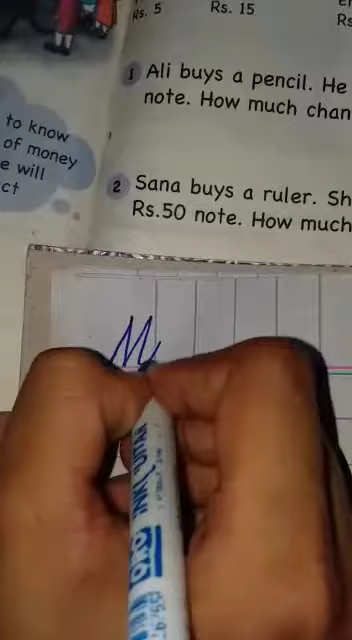 Rs. 5
Rs. 15
Rs
1 Ali buys a pencil. He
note. How much chan
to know
of money
e will
ct
2 Sana buys a ruler. Sh
Rs.50 note. How much
M